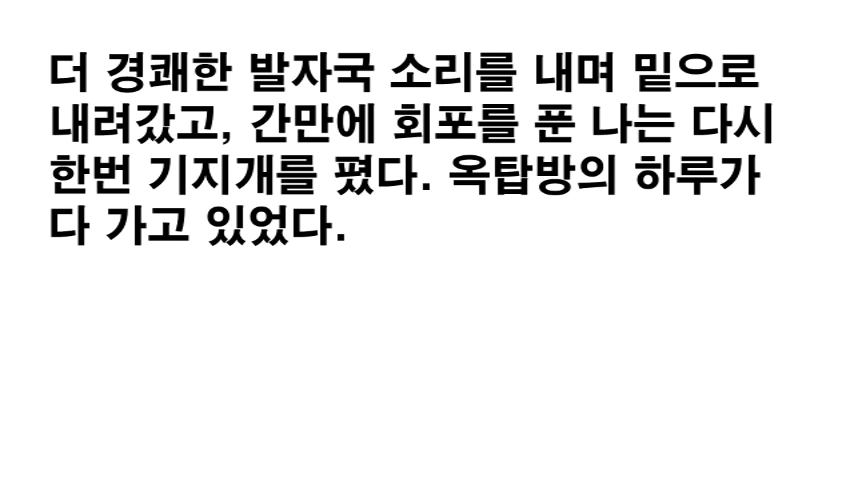 더 경쾌한 발자국 소리를 내며 밑으로
내려갔고, 간만에 회포를 푼 나는 다시
한번 기지개를 폈다. 옥탑방의 하루가
다 가고 있었다.